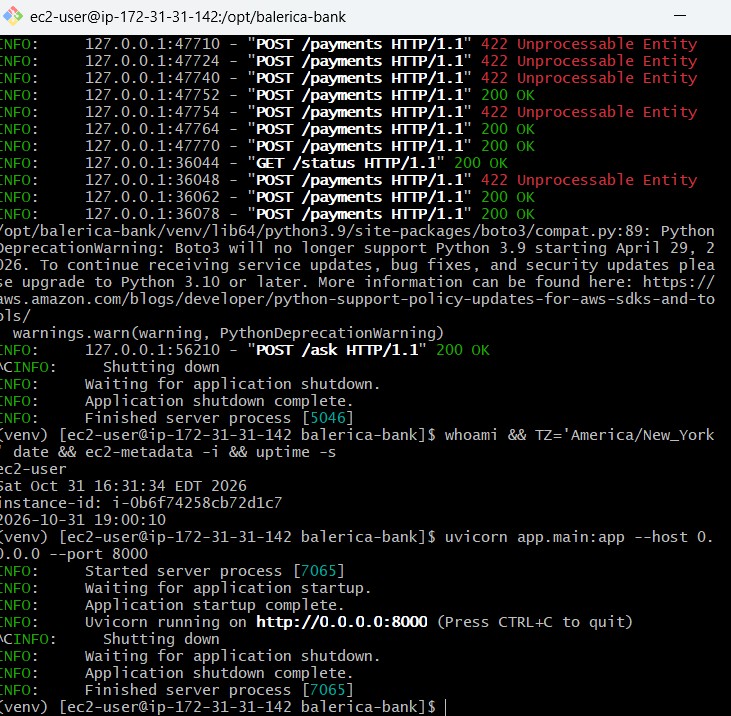 ec2-user@ip-172-31-31-142:/opt/balerica-bank
INFO:     127.0.0.1:47710 - "POST /payments HTTP/1.1" 422 Unprocessable Entity
INFO:     127.0.0.1:47724 - "POST /payments HTTP/1.1" 422 Unprocessable Entity
INFO:     127.0.0.1:47740 - "POST /payments HTTP/1.1" 422 Unprocessable Entity
INFO:     127.0.0.1:47752 - "POST /payments HTTP/1.1" 200 OK
INFO:     127.0.0.1:47754 - "POST /payments HTTP/1.1" 422 Unprocessable Entity
INFO:     127.0.0.1:47764 - "POST /payments HTTP/1.1" 200 OK
INFO:     127.0.0.1:47770 - "POST /payments HTTP/1.1" 200 OK
INFO:     127.0.0.1:36044 - "GET /status HTTP/1.1" 200 OK
INFO:     127.0.0.1:36048 - "POST /payments HTTP/1.1" 422 Unprocessable Entity
INFO:     127.0.0.1:36062 - "POST /payments HTTP/1.1" 200 OK
INFO:     127.0.0.1:36078 - "POST /payments HTTP/1.1" 200 OK
/opt/balerica-bank/venv/lib64/python3.9/site-packages/boto3/compat.py:89: Python
DeprecationWarning: Boto3 will no longer support Python 3.9 starting April 29, 2
026. To continue receiving service updates, bug fixes, and security updates plea
se upgrade to Python 3.10 or later. More information can be found here: https://
aws.amazon.com/blogs/developer/python-support-policy-updates-for-aws-sdks-and-to
ols/
  warnings.warn(warning, PythonDeprecationWarning)
INFO:     127.0.0.1:56210 - "POST /ask HTTP/1.1" 200 OK
^CINFO:     Shutting down
INFO:     Waiting for application shutdown.
INFO:     Application shutdown complete.
INFO:     Finished server process [5046]
(venv) [ec2-user@ip-172-31-31-142 balerica-bank]$ whoami && TZ='America/New_York
' date && ec2-metadata -i && uptime -s
ec2-user
Sat Oct 31 16:31:34 EDT 2026
instance-id: i-0b6f74258cb72d1c7
2026-10-31 19:00:10
(venv) [ec2-user@ip-172-31-31-142 balerica-bank]$ uvicorn app.main:app --host 0.
0.0.0 --port 8000
INFO:     Started server process [7065]
INFO:     Waiting for application startup.
INFO:     Application startup complete.
INFO:     Uvicorn running on http://0.0.0.0:8000 (Press CTRL+C to quit)
^CINFO:     Shutting down
INFO:     Waiting for application shutdown.
INFO:     Application shutdown complete.
INFO:     Finished server process [7065]
(venv) [ec2-user@ip-172-31-31-142 balerica-bank]$